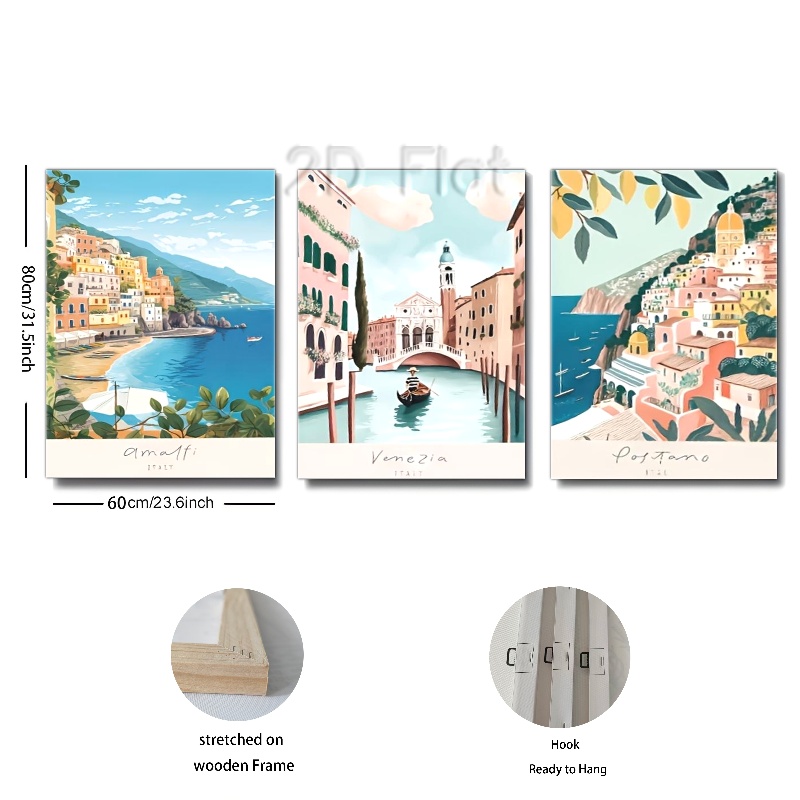 2D Flat
80cm/31.5inch
amalfi
ITALY
Venezia
ITALY
Positano
60cm/23.6inch
stretched on
wooden Frame
Hook
Ready to Hang